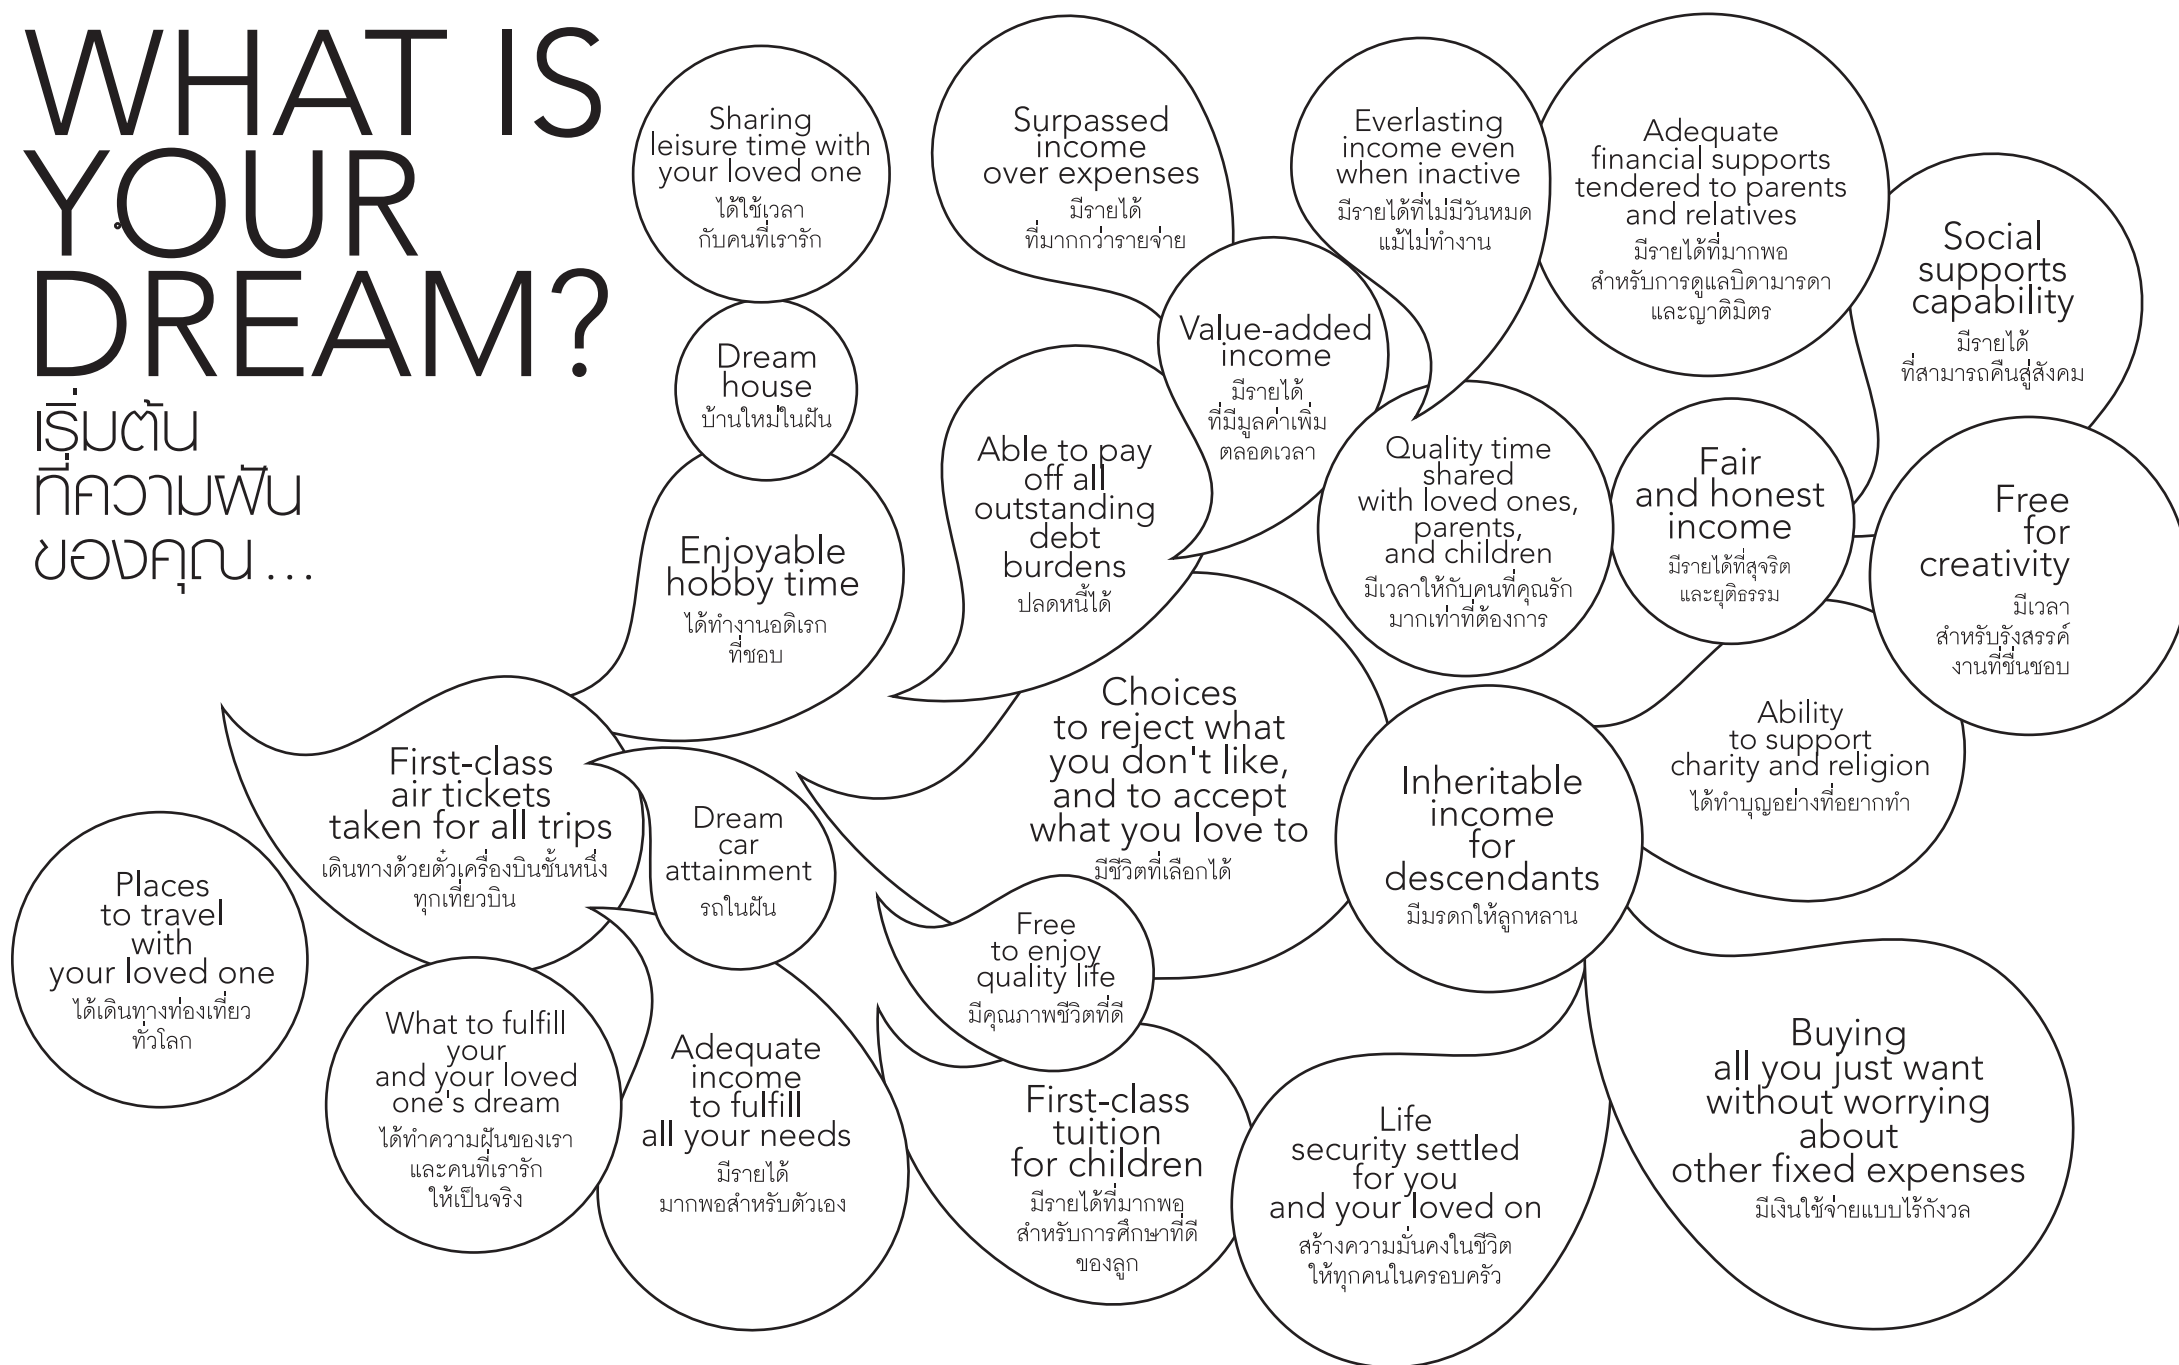 WHAT IS
YOUR
DREAM?
เริ่มต้น
ที่ความฝัน
ของคุณ...
Sharing
leisure time with
your loved one
ได้ใช้เวลา
กับคนที่เรารัก
Surpassed
income
over expenses
มีรายได้
ที่มากกว่ารายจ่าย
Everlasting
income even
when inactive
มีรายได้ที่ไม่มีวันหมด
แม้ไม่ทำงาน
Adequate
financial supports
tendered to parents
and relatives
มีรายได้ที่มากพอ
สำหรับการดูแลบิดามารดา
และญาติมิตร
Social
supports
capability
มีรายได้
ที่สามารถคืนสู่สังคม
Dream
house
บ้านใหม่ในฝัน
Value-added
income
มีรายได้
ที่มีมูลค่าเพิ่ม
ตลอดเวลา
Able to pay
off all
outstanding
debt
burdens
ปลดหนี้ได้
Quality time
shared
with loved ones,
parents,
and children
มีเวลาให้กับคนที่คุณรัก
มากเท่าที่ต้องการ
Fair
and honest
income
มีรายได้ที่สุจริต
และยุติธรรม
Free
for
creativity
มีเวลา
สำหรับรังสรรค์
งานที่ชื่นชอบ
Enjoyable
hobby time
ได้ทำงานอดิเรก
ที่ชอบ
Choices
to reject what
you don't like,
and to accept
what you love to
มีชีวิตที่เลือกได้
Ability
to support
charity and religion
ได้ทำบุญอย่างที่อยากทำ
First-class
air tickets
taken for all trips
เดินทางด้วยตั๋วเครื่องบินชั้นหนึ่ง
ทุกเที่ยวบิน
Dream
car
attainment
รถในฝัน
Inheritable
income
for
descendants
มีมรดกให้ลูกหลาน
Places
to travel
with
your loved one
ได้เดินทางท่องเที่ยว
ทั่วโลก
Free
to enjoy
quality life
มีคุณภาพชีวิตที่ดี
What to fulfill
your
and your loved
one's dream
ได้ทำความฝันของเรา
และคนที่เรารัก
ให้เป็นจริง
Adequate
income
to fulfill
all your needs
มีรายได้
มากพอสำหรับตัวเอง
First-class
tuition
for children
มีรายได้ที่มากพอ
สำหรับการศึกษาที่ดี
ของลูก
Life
security settled
for you
and your loved on
สร้างความมั่นคงในชีวิต
ให้ทุกคนในครอบครัว
Buying
all you just want
without worrying
about
other fixed expenses
มีเงินใช้จ่ายแบบไร้กังวล